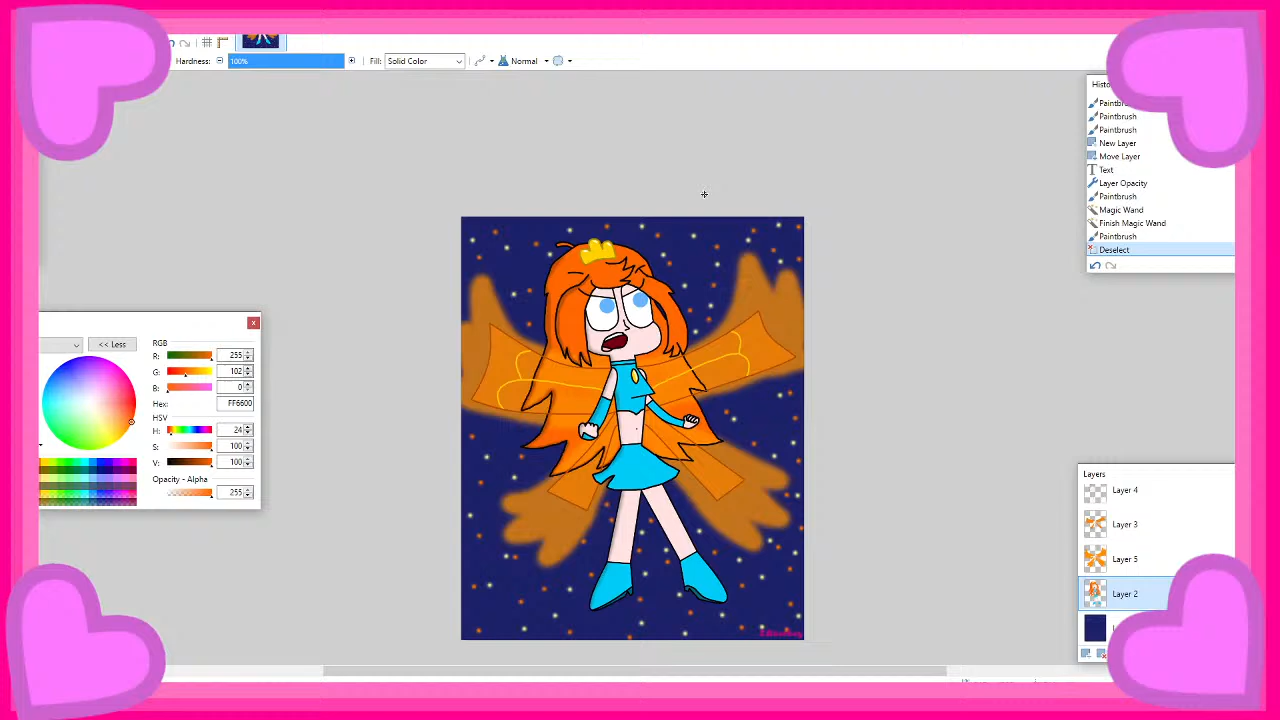 Hardness: 100% Fill: Solid Color Normal
Paintbrush
Paintbrush
New Layer
Move Layer
Text
Layer Opacity
Paintbrush
Magic Wand
Finish Magic Wand
Paintbrush
Deselect
<< Less
RGB
R: 255
G: 102
B: 0
Hex: FF6600
HSV
H: 24
S: 100
V: 100
Opacity - Alpha
255
Layers
Layer 4
Layer 3
Layer 5
Layer 2